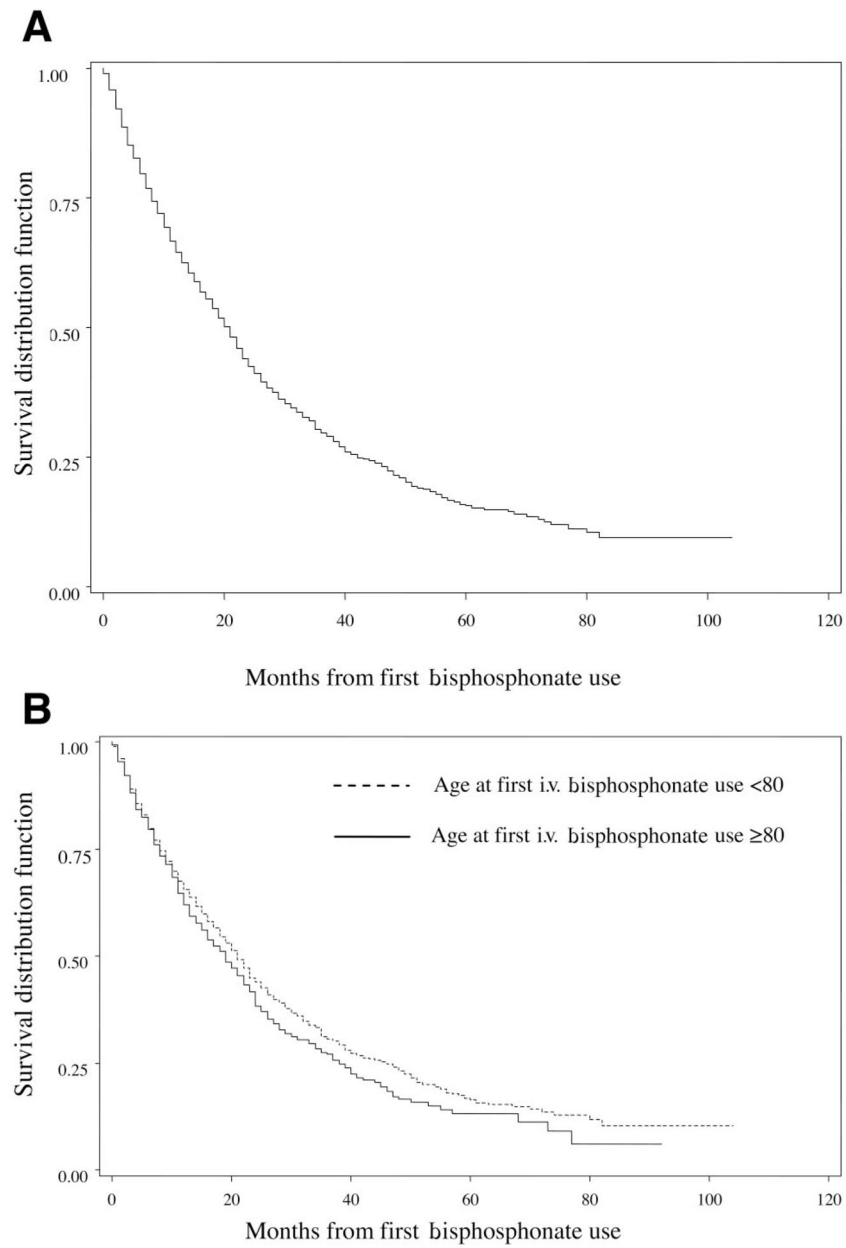 A
1.00
0.75
0.50
0.25
0.00
Survival distribution function
0 20 40 60 80 100 120
Months from first bisphosphonate use
B
Age at first i.v. bisphosphonate use <80
Age at first i.v. bisphosphonate use ≥80
1.00
0.75
0.50
0.25
0.00
Survival distribution function
0 20 40 60 80 100 120
Months from first bisphosphonate use